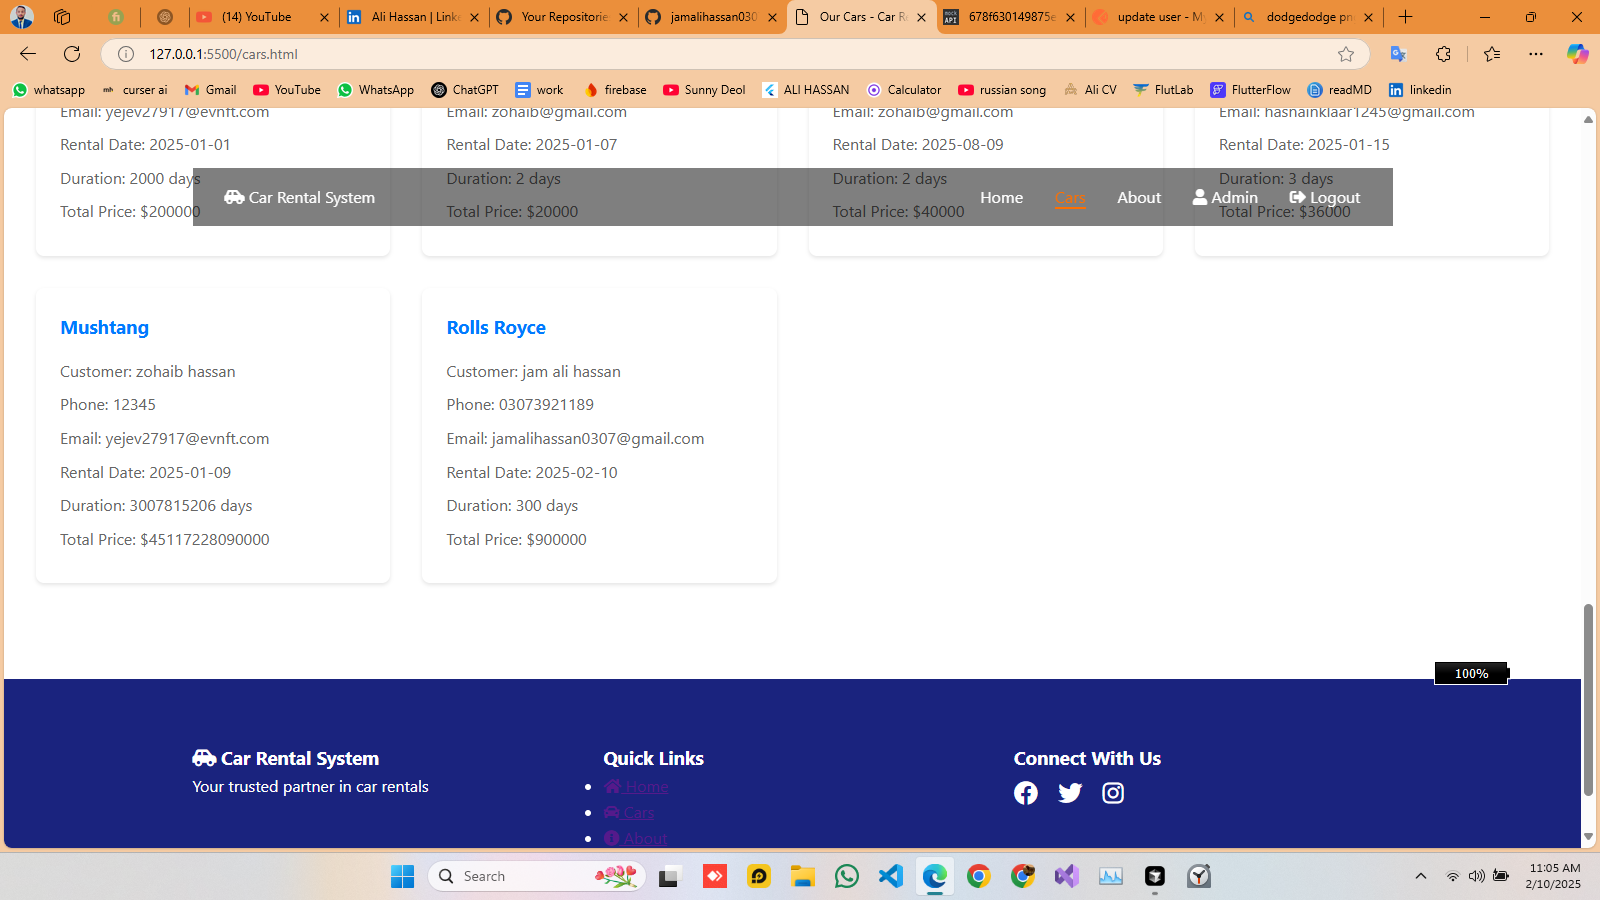 (14) YouTube
Ali Hassan | Linke
Your Repositorie
jamalihassan030
Our Cars - Car R
678f630149875e
update user - My
dodgedodge pn
127.0.0.1:5500/cars.html
whatsapp
curser ai
Gmail
YouTube
WhatsApp
ChatGPT
work
firebase
Sunny Deol
ALI HASSAN
Calculator
russian song
Ali CV
FlutLab
FlutterFlow
readMD
linkedin
Email: yejev27917@evnft.com
Rental Date: 2025-01-01
Duration: 2000 days
Total Price: $200000
Email: zohaib@gmail.com
Rental Date: 2025-01-07
Duration: 2 days
Total Price: $20000
Email: zohaib@gmail.com
Rental Date: 2025-08-09
Duration: 2 days
Total Price: $40000
Email: hasnainklaar1245@gmail.com
Rental Date: 2025-01-15
Duration: 3 days
Total Price: $36000
Car Rental System
Home
Cars
About
Admin
Logout
Mushtang
Customer: zohaib hassan
Phone: 12345
Email: yejev27917@evnft.com
Rental Date: 2025-01-09
Duration: 3007815206 days
Total Price: $45117228090000
Rolls Royce
Customer: jam ali hassan
Phone: 03073921189
Email: jamalihassan0307@gmail.com
Rental Date: 2025-02-10
Duration: 300 days
Total Price: $900000
100%
Car Rental System
Your trusted partner in car rentals
Quick Links
Home
Cars
About
Connect With Us
Search
11:05 AM
2/10/2025